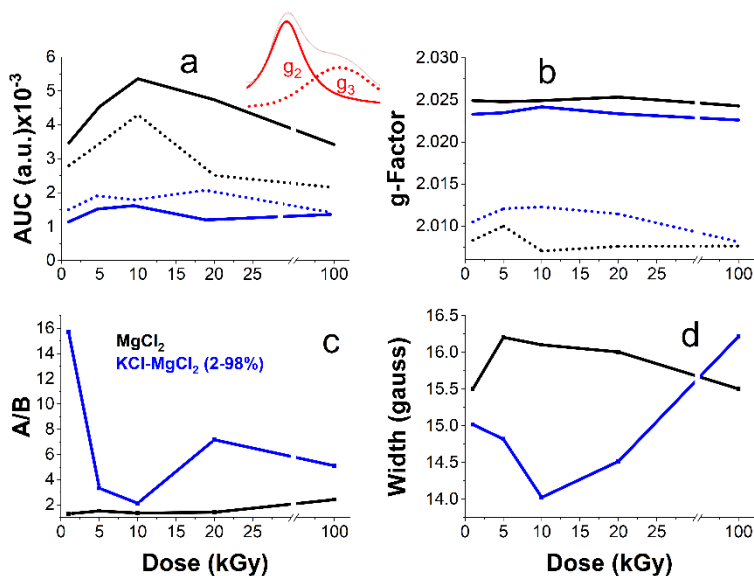 a
g₂
g₃
AUC (a.u.)x10⁻³
6
5
4
3
2
1
0
0 5 10 15 20 25 100
b
g-Factor
2.030
2.025
2.020
2.015
2.010
0 5 10 15 20 25 100
c
MgCl₂
KCl-MgCl₂ (2-98%)
A/B
16
14
12
10
8
6
4
2
0 5 10 15 20 25 100
Dose (kGy)
d
Width (gauss)
16.5
16.0
15.5
15.0
14.5
14.0
0 5 10 15 20 25 100
Dose (kGy)